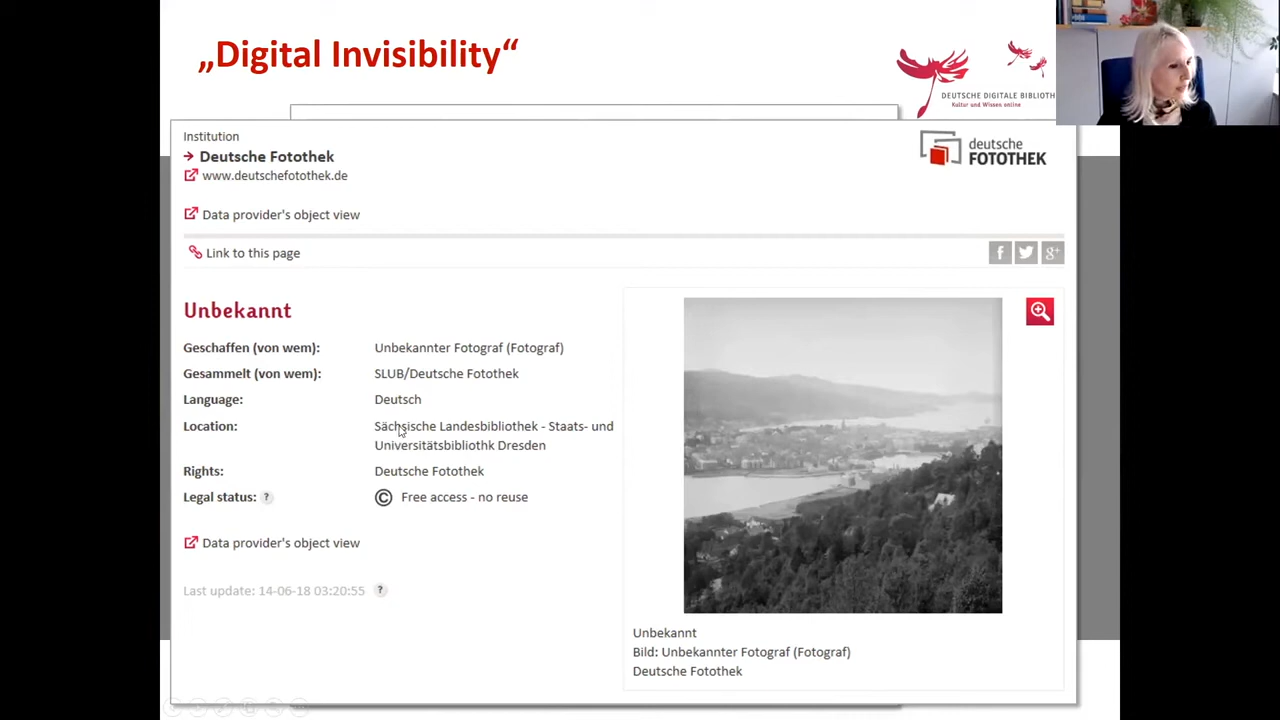 „Digital Invisibility“
DEUTSCHE DIGITALE BIBLIOTH
Kultur und Wissen online
Institution
Deutsche Fotothek
www.deutschefotothek.de
deutsche
FOTOTHEK
Data provider's object view
Link to this page
f
g+
Unbekannt
Geschaffen (von wem): Unbekannter Fotograf (Fotograf)
Gesammelt (von wem): SLUB/Deutsche Fotothek
Language: Deutsch
Location: Sächsische Landesbibliothek - Staats- und
Universitätsbibliothk Dresden
Rights: Deutsche Fotothek
Legal status: ? © Free access - no reuse
Data provider's object view
Last update: 14-06-18 03:20:55 ?
Unbekannt
Bild: Unbekannter Fotograf (Fotograf)
Deutsche Fotothek